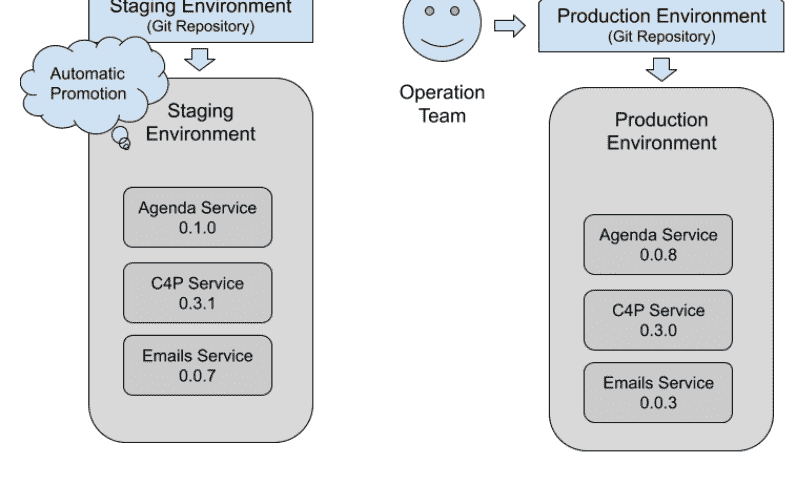 Staging Environment
(Git Repository)
Automatic
Promotion
Staging
Environment
Agenda Service
0.1.0
C4P Service
0.3.1
Emails Service
0.0.7
Operation
Team
Production Environment
(Git Repository)
Production
Environment
Agenda Service
0.0.8
C4P Service
0.3.0
Emails Service
0.0.3